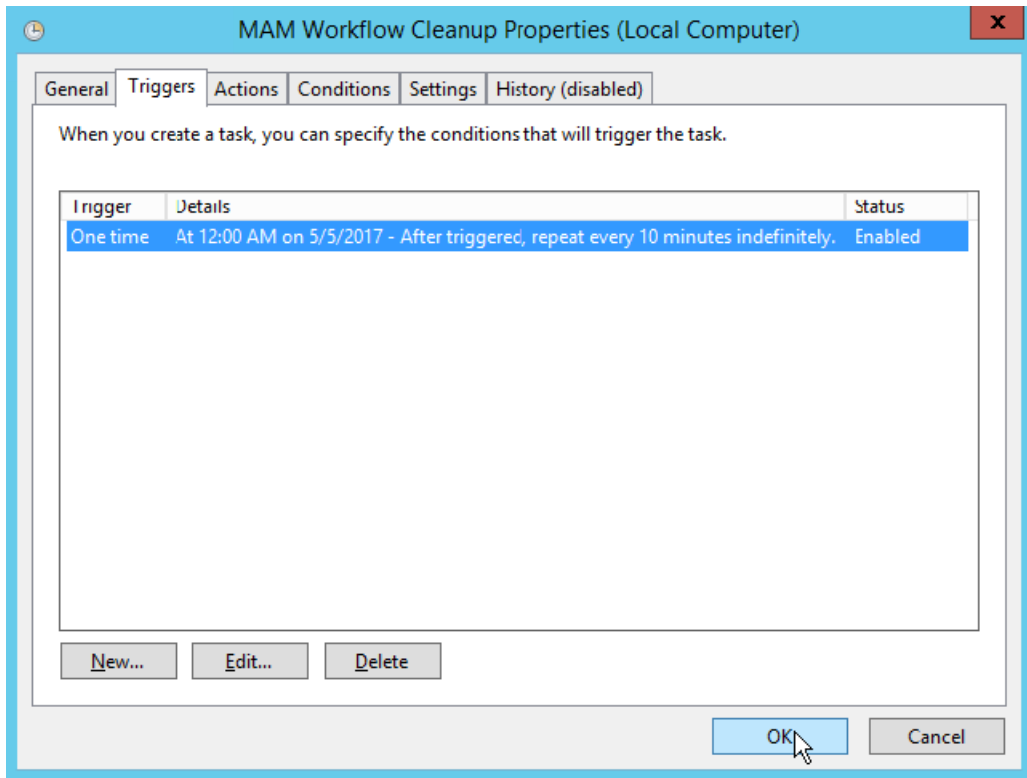 MAM Workflow Cleanup Properties (Local Computer)
x
General Triggers Actions Conditions Settings History (disabled)
When you create a task, you can specify the conditions that will trigger the task.
Trigger Details Status
One time At 12:00 AM on 5/5/2017 - After triggered, repeat every 10 minutes indefinitely. Enabled
New... Edit... Delete
OK Cancel